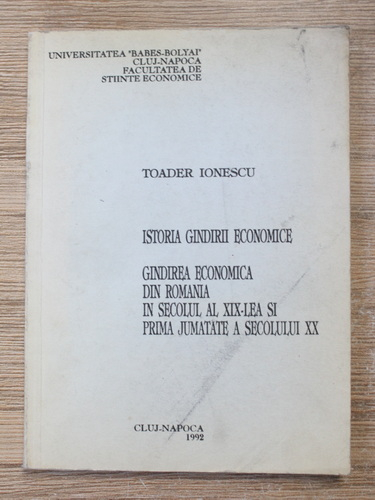 UNIVERSITATEA "BABES-BOLYAI"
CLUJ-NAPOCA
FACULTATEA DE
STIINTE ECONOMICE
TOADER IONESCU
ISTORIA GINDIRII ECONOMICE
GINDIREA ECONOMICA
DIN ROMANIA
IN SECOLUL AL XIX-LEA SI
PRIMA JUMATATE A SECOLULUI XX
CLUJ-NAPOCA
1992